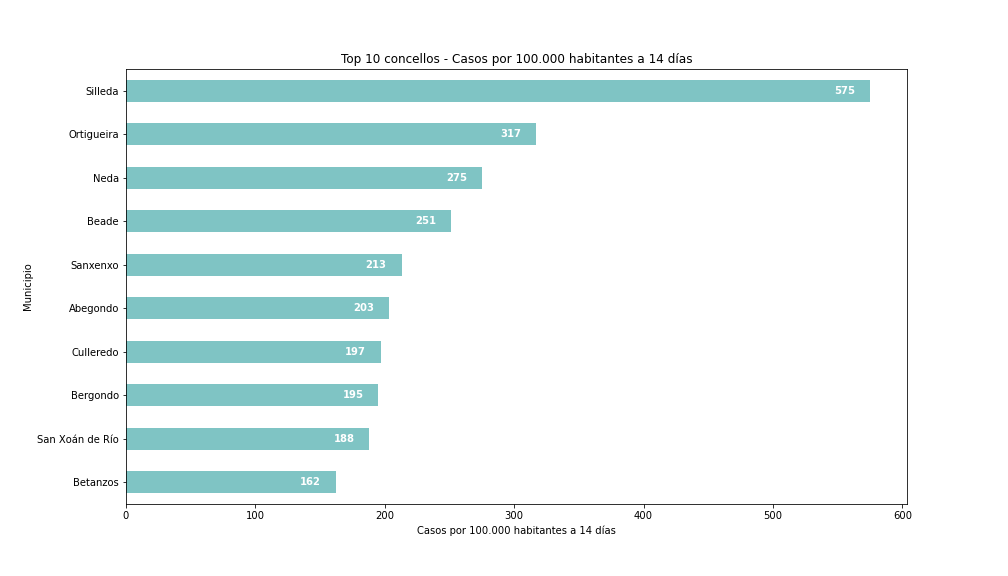 Top 10 concellos - Casos por 100.000 habitantes a 14 días
Silleda 575
Ortigueira 317
Neda 275
Beade 251
Sanxenxo 213
Abegondo 203
Culleredo 197
Bergondo 195
San Xoán de Río 188
Betanzos 162
Municipio
0 100 200 300 400 500 600
Casos por 100.000 habitantes a 14 días